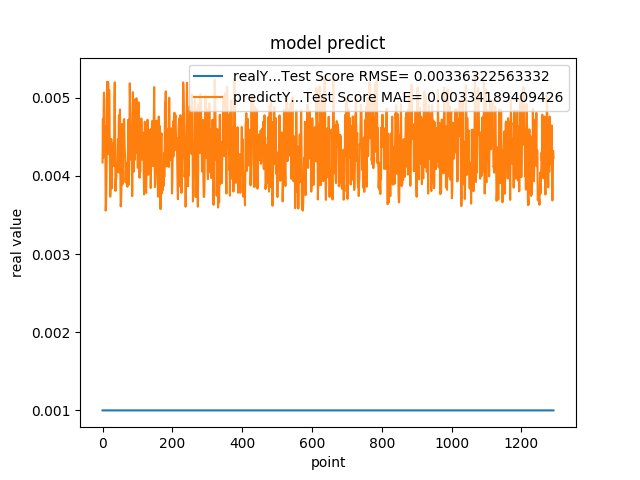 model predict
realY...Test Score RMSE= 0.00336322563332
predictY...Test Score MAE= 0.00334189409426
0.005
0.004
0.003
0.002
0.001
real value
0 200 400 600 800 1000 1200
point